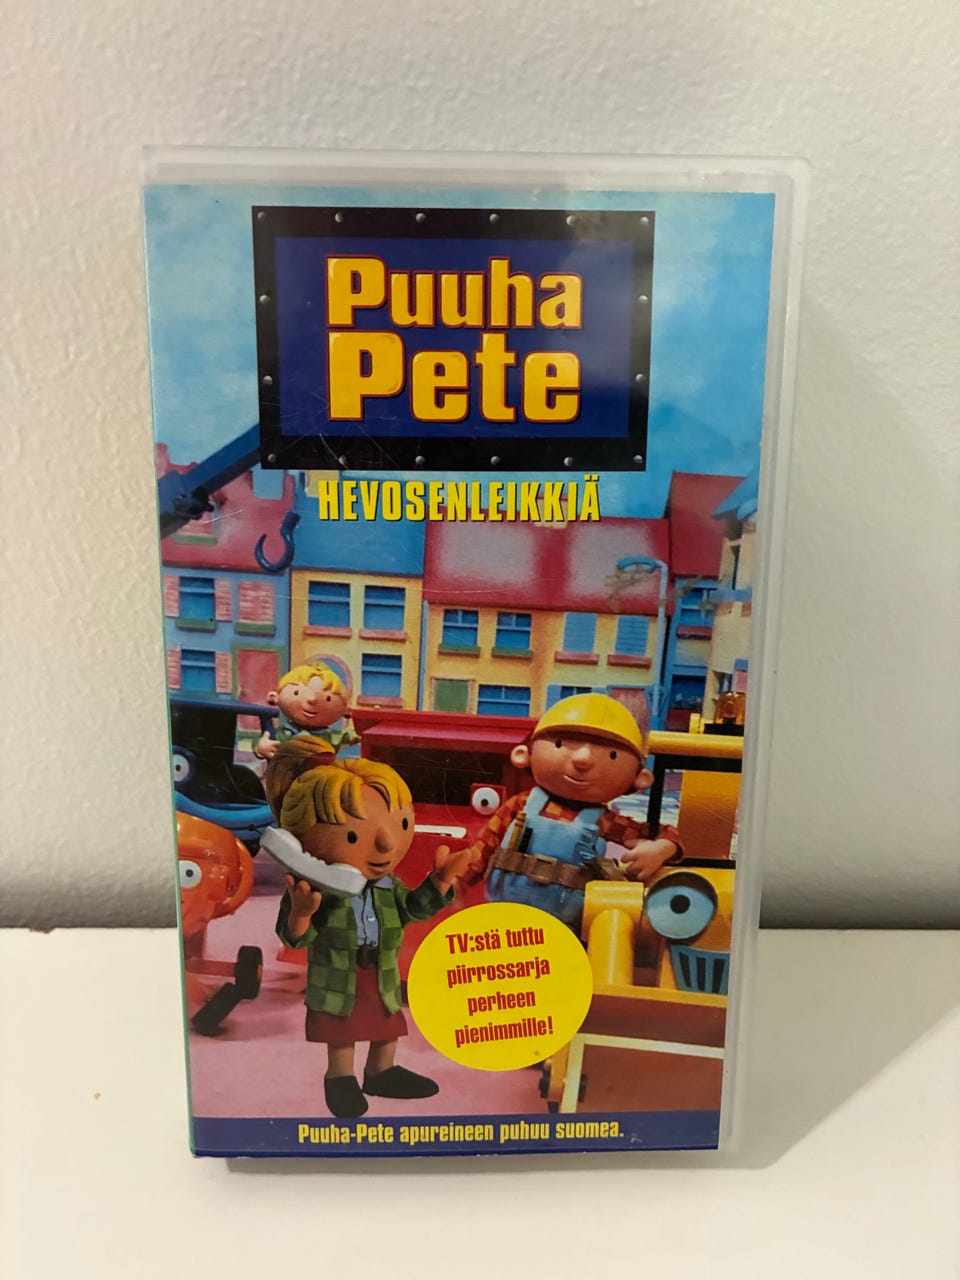 Puuha
Pete
HEVOSENLEIKKIÄ
TV:stä tuttu
piirrossarja
perheen
pienimmille!
Puuha-Pete apureineen puhuu suomea.